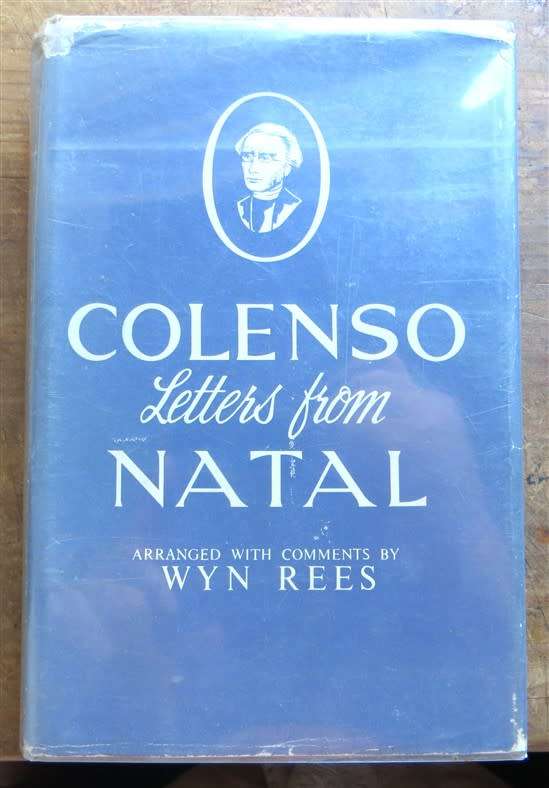 COLENSO
Letters from
NATAL
ARRANGED WITH COMMENTS BY
WYN REES